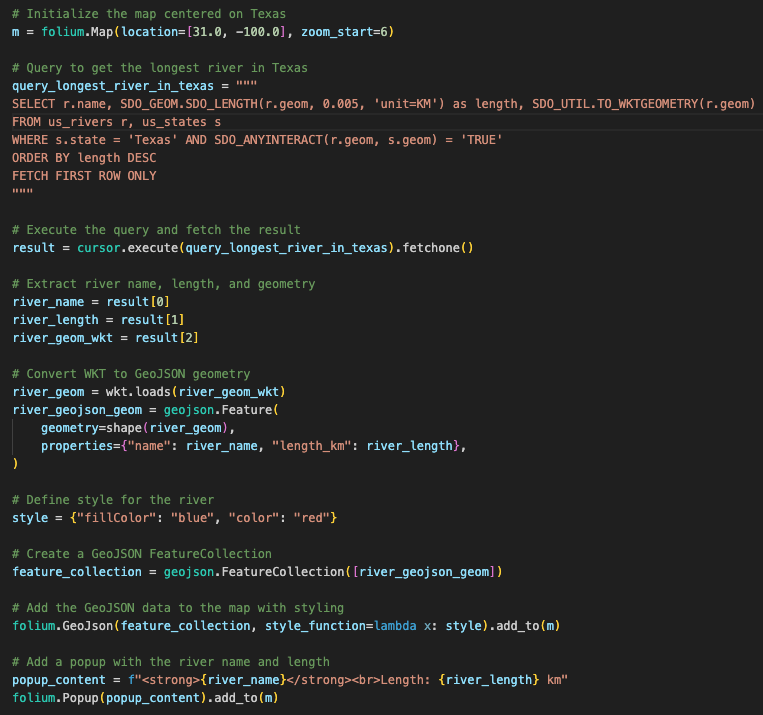 # Initialize the map centered on Texas
m = folium.Map(location=[31.0, -100.0], zoom_start=6)
# Query to get the longest river in Texas
query_longest_river_in_texas = """
SELECT r.name, SDO_GEOM.SDO_LENGTH(r.geom, 0.005, 'unit=KM') as length, SDO_UTIL.TO_WKTGEOMETRY(r.geom)
FROM us_rivers r, us_states s
WHERE s.state = 'Texas' AND SDO_ANYINTERACT(r.geom, s.geom) = 'TRUE'
ORDER BY length DESC
FETCH FIRST ROW ONLY
"""
# Execute the query and fetch the result
result = cursor.execute(query_longest_river_in_texas).fetchone()
# Extract river name, length, and geometry
river_name = result[0]
river_length = result[1]
river_geom_wkt = result[2]
# Convert WKT to GeoJSON geometry
river_geom = wkt.loads(river_geom_wkt)
river_geojson_geom = geojson.Feature(
    geometry=shape(river_geom),
    properties={"name": river_name, "length_km": river_length},
)
# Define style for the river
style = {"fillColor": "blue", "color": "red"}
# Create a GeoJSON FeatureCollection
feature_collection = geojson.FeatureCollection([river_geojson_geom])
# Add the GeoJSON data to the map with styling
folium.GeoJson(feature_collection, style_function=lambda x: style).add_to(m)
# Add a popup with the river name and length
popup_content = f"<strong>{river_name}</strong><br>Length: {river_length} km"
folium.Popup(popup_content).add_to(m)